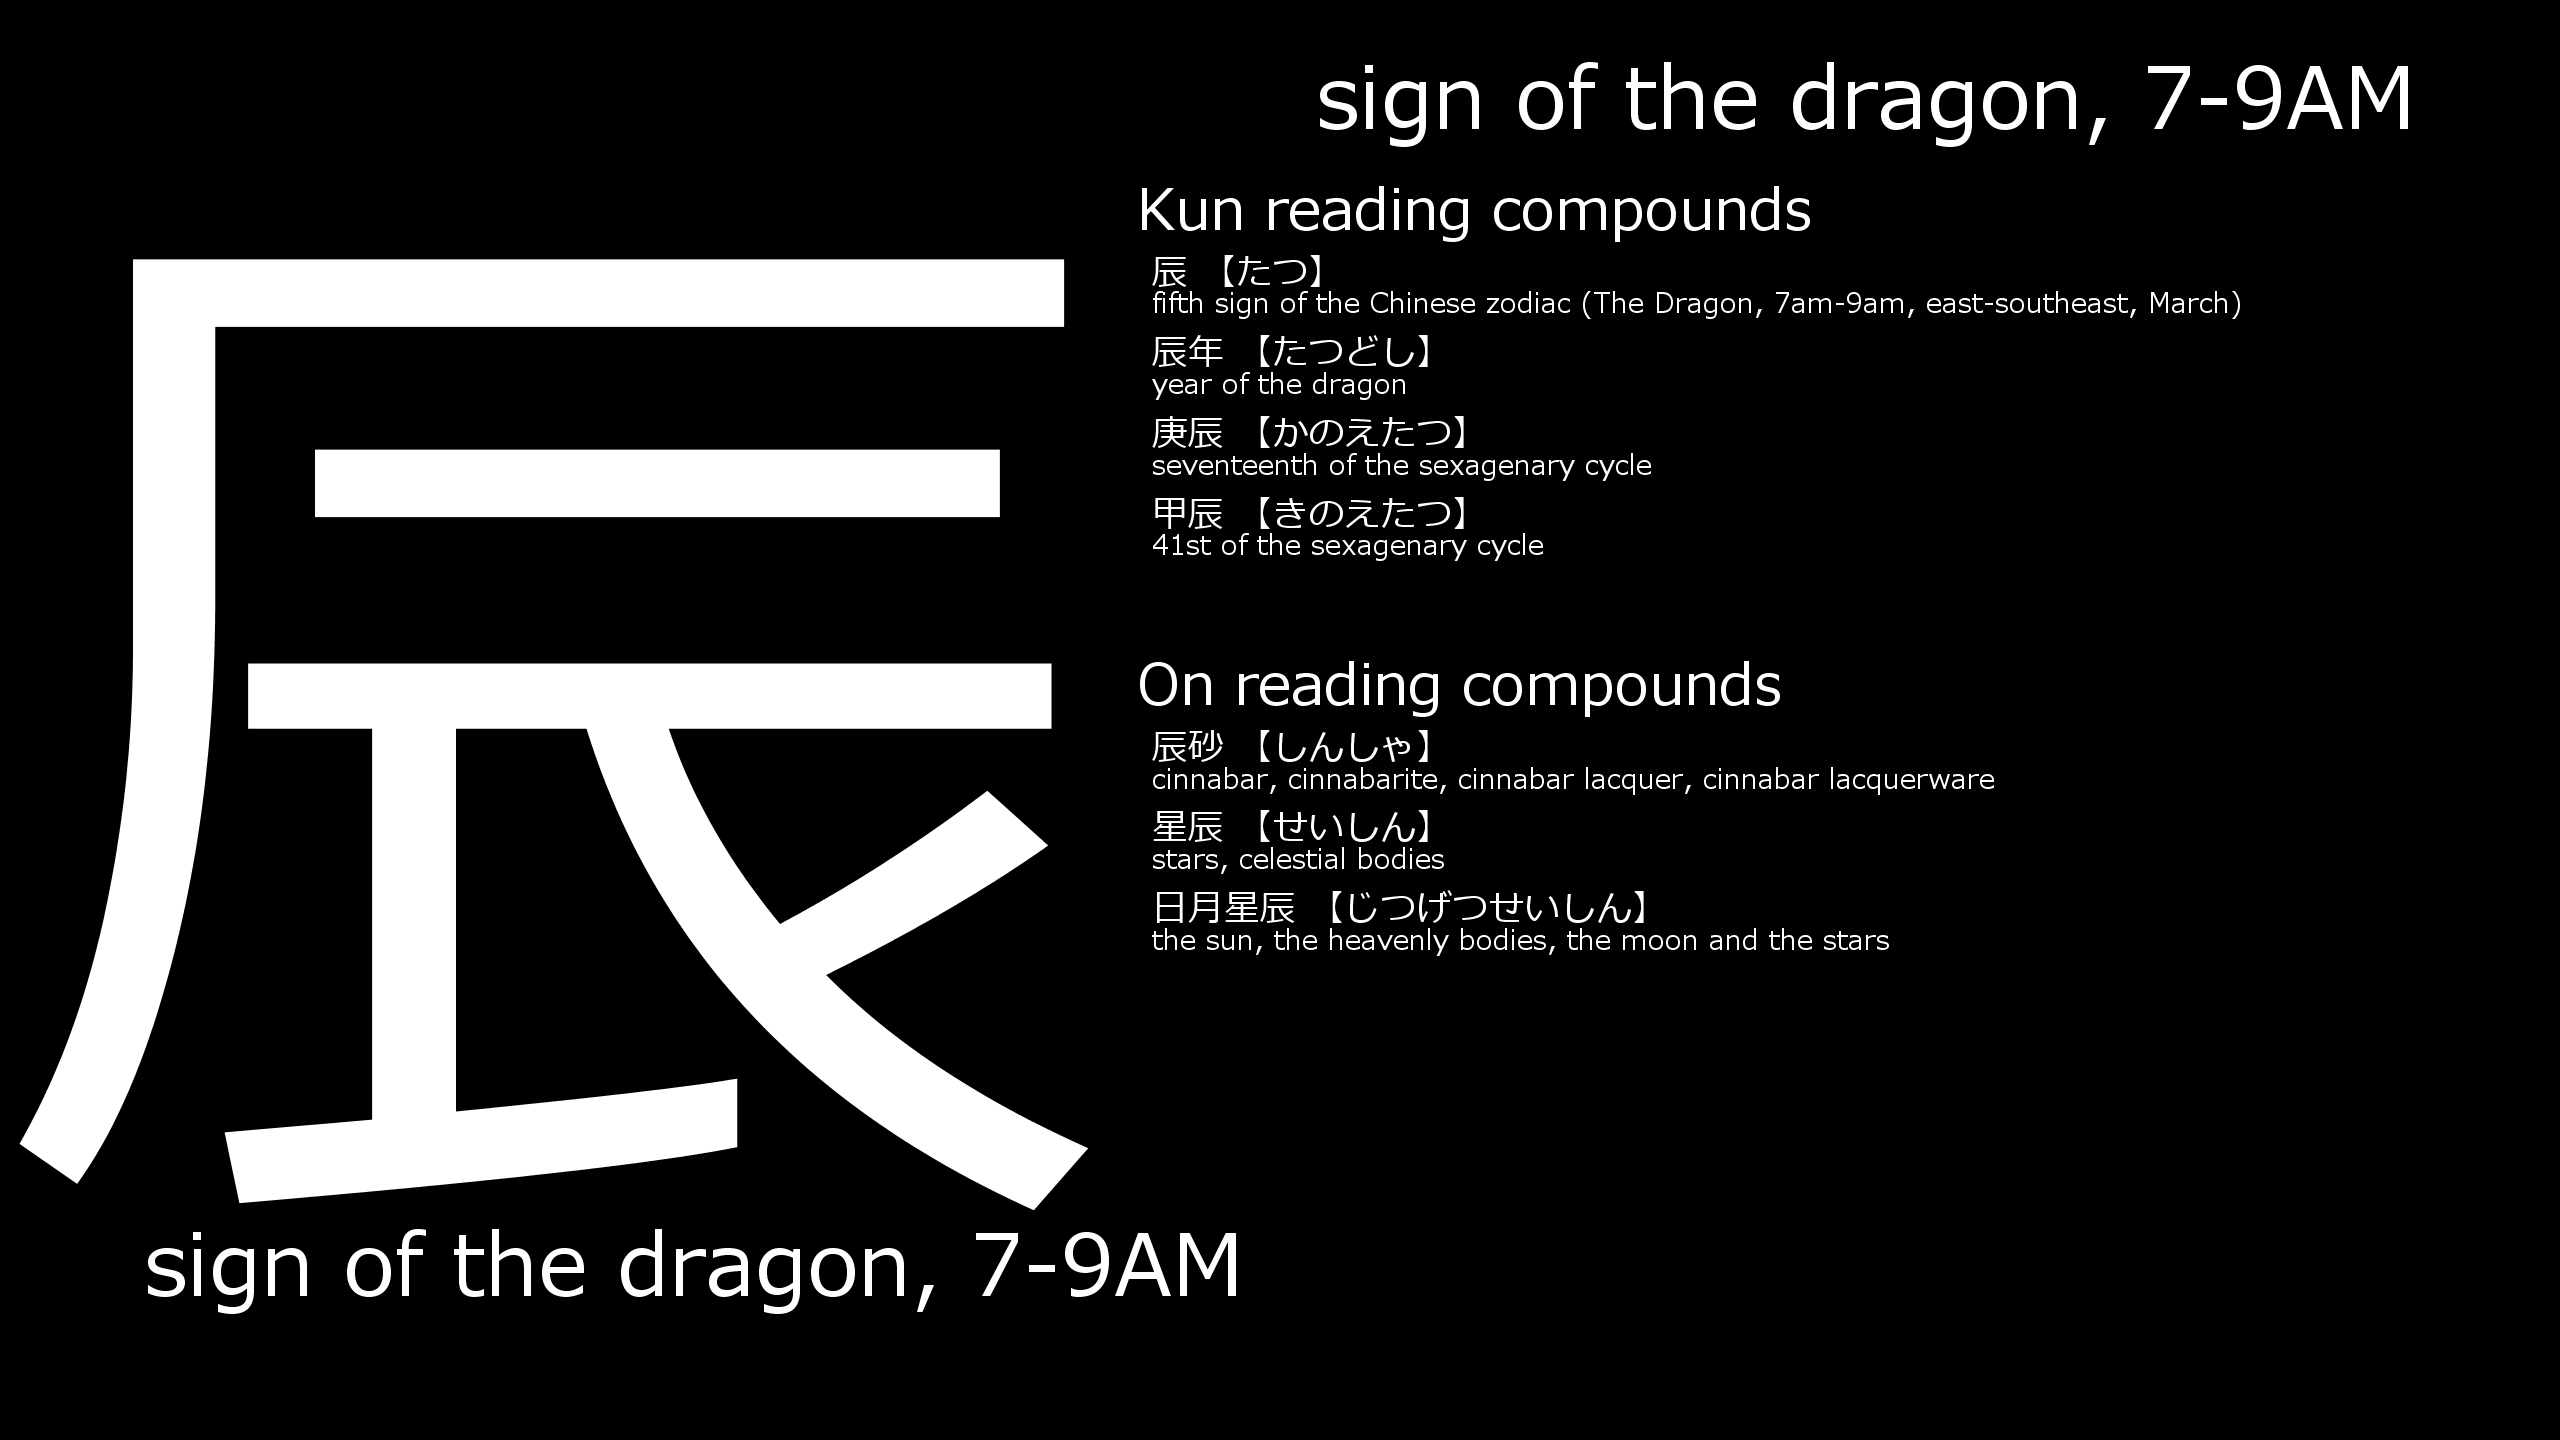 sign of the dragon, 7-9AM
辰
sign of the dragon, 7-9AM
Kun reading compounds
辰 【たつ】
fifth sign of the Chinese zodiac (The Dragon, 7am-9am, east-southeast, March)
辰年 【たつどし】
year of the dragon
庚辰 【かのえたつ】
seventeenth of the sexagenary cycle
甲辰 【きのえたつ】
41st of the sexagenary cycle
On reading compounds
辰砂 【しんしゃ】
cinnabar, cinnabarite, cinnabar lacquer, cinnabar lacquerware
星辰 【せいしん】
stars, celestial bodies
日月星辰 【じつげつせいしん】
the sun, the heavenly bodies, the moon and the stars